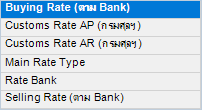 Buying Rate (ตาม Bank)
Customs Rate AP (กรมศุลฯ)
Customs Rate AR (กรมศุลฯ)
Main Rate Type
Rate Bank
Selling Rate (ตาม Bank)